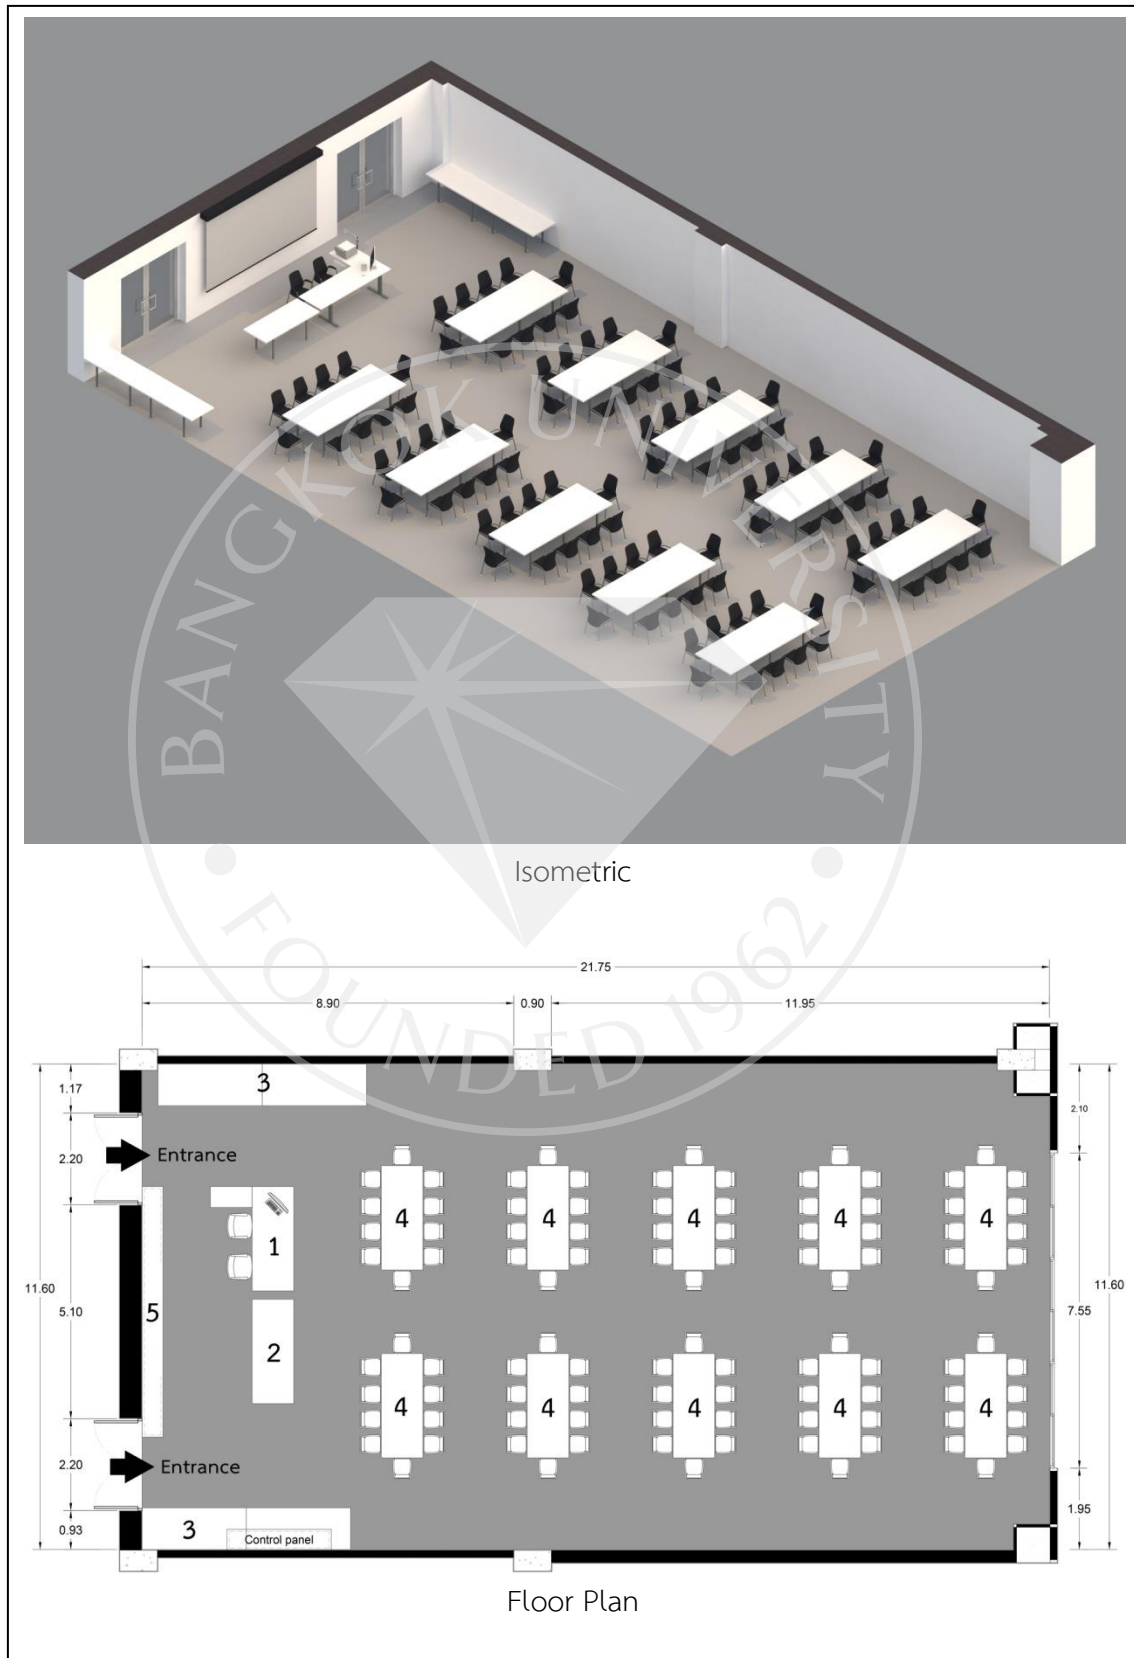 BANGKOK UNIVERSITY
FOUNDED 1962
Isometric
21.75
8.90
0.90
11.95
3
1.17
2.10
2.20
Entrance
4 4 4 4 4
1
11.60
5.10
5
2
7.55
11.60
4 4 4 4 4
2.20
Entrance
1.95
0.93
3
Control panel
Floor Plan